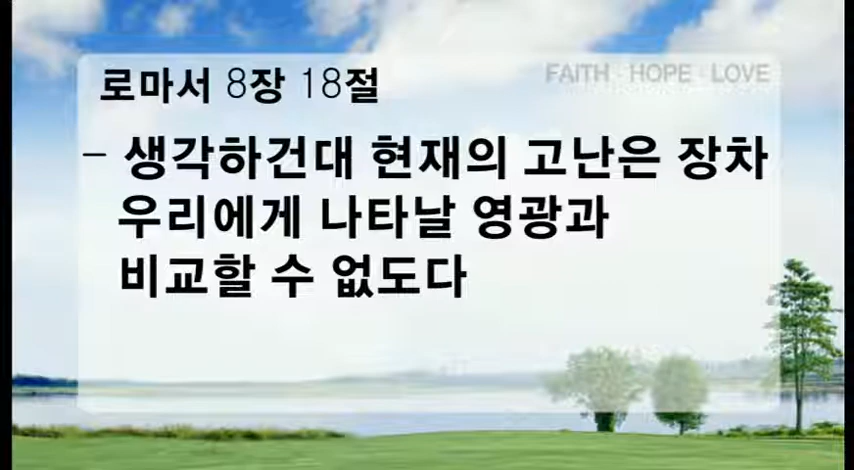 로마서 8장 18절
FAITH · HOPE · LOVE
- 생각하건대 현재의 고난은 장차
우리에게 나타날 영광과
비교할 수 없도다